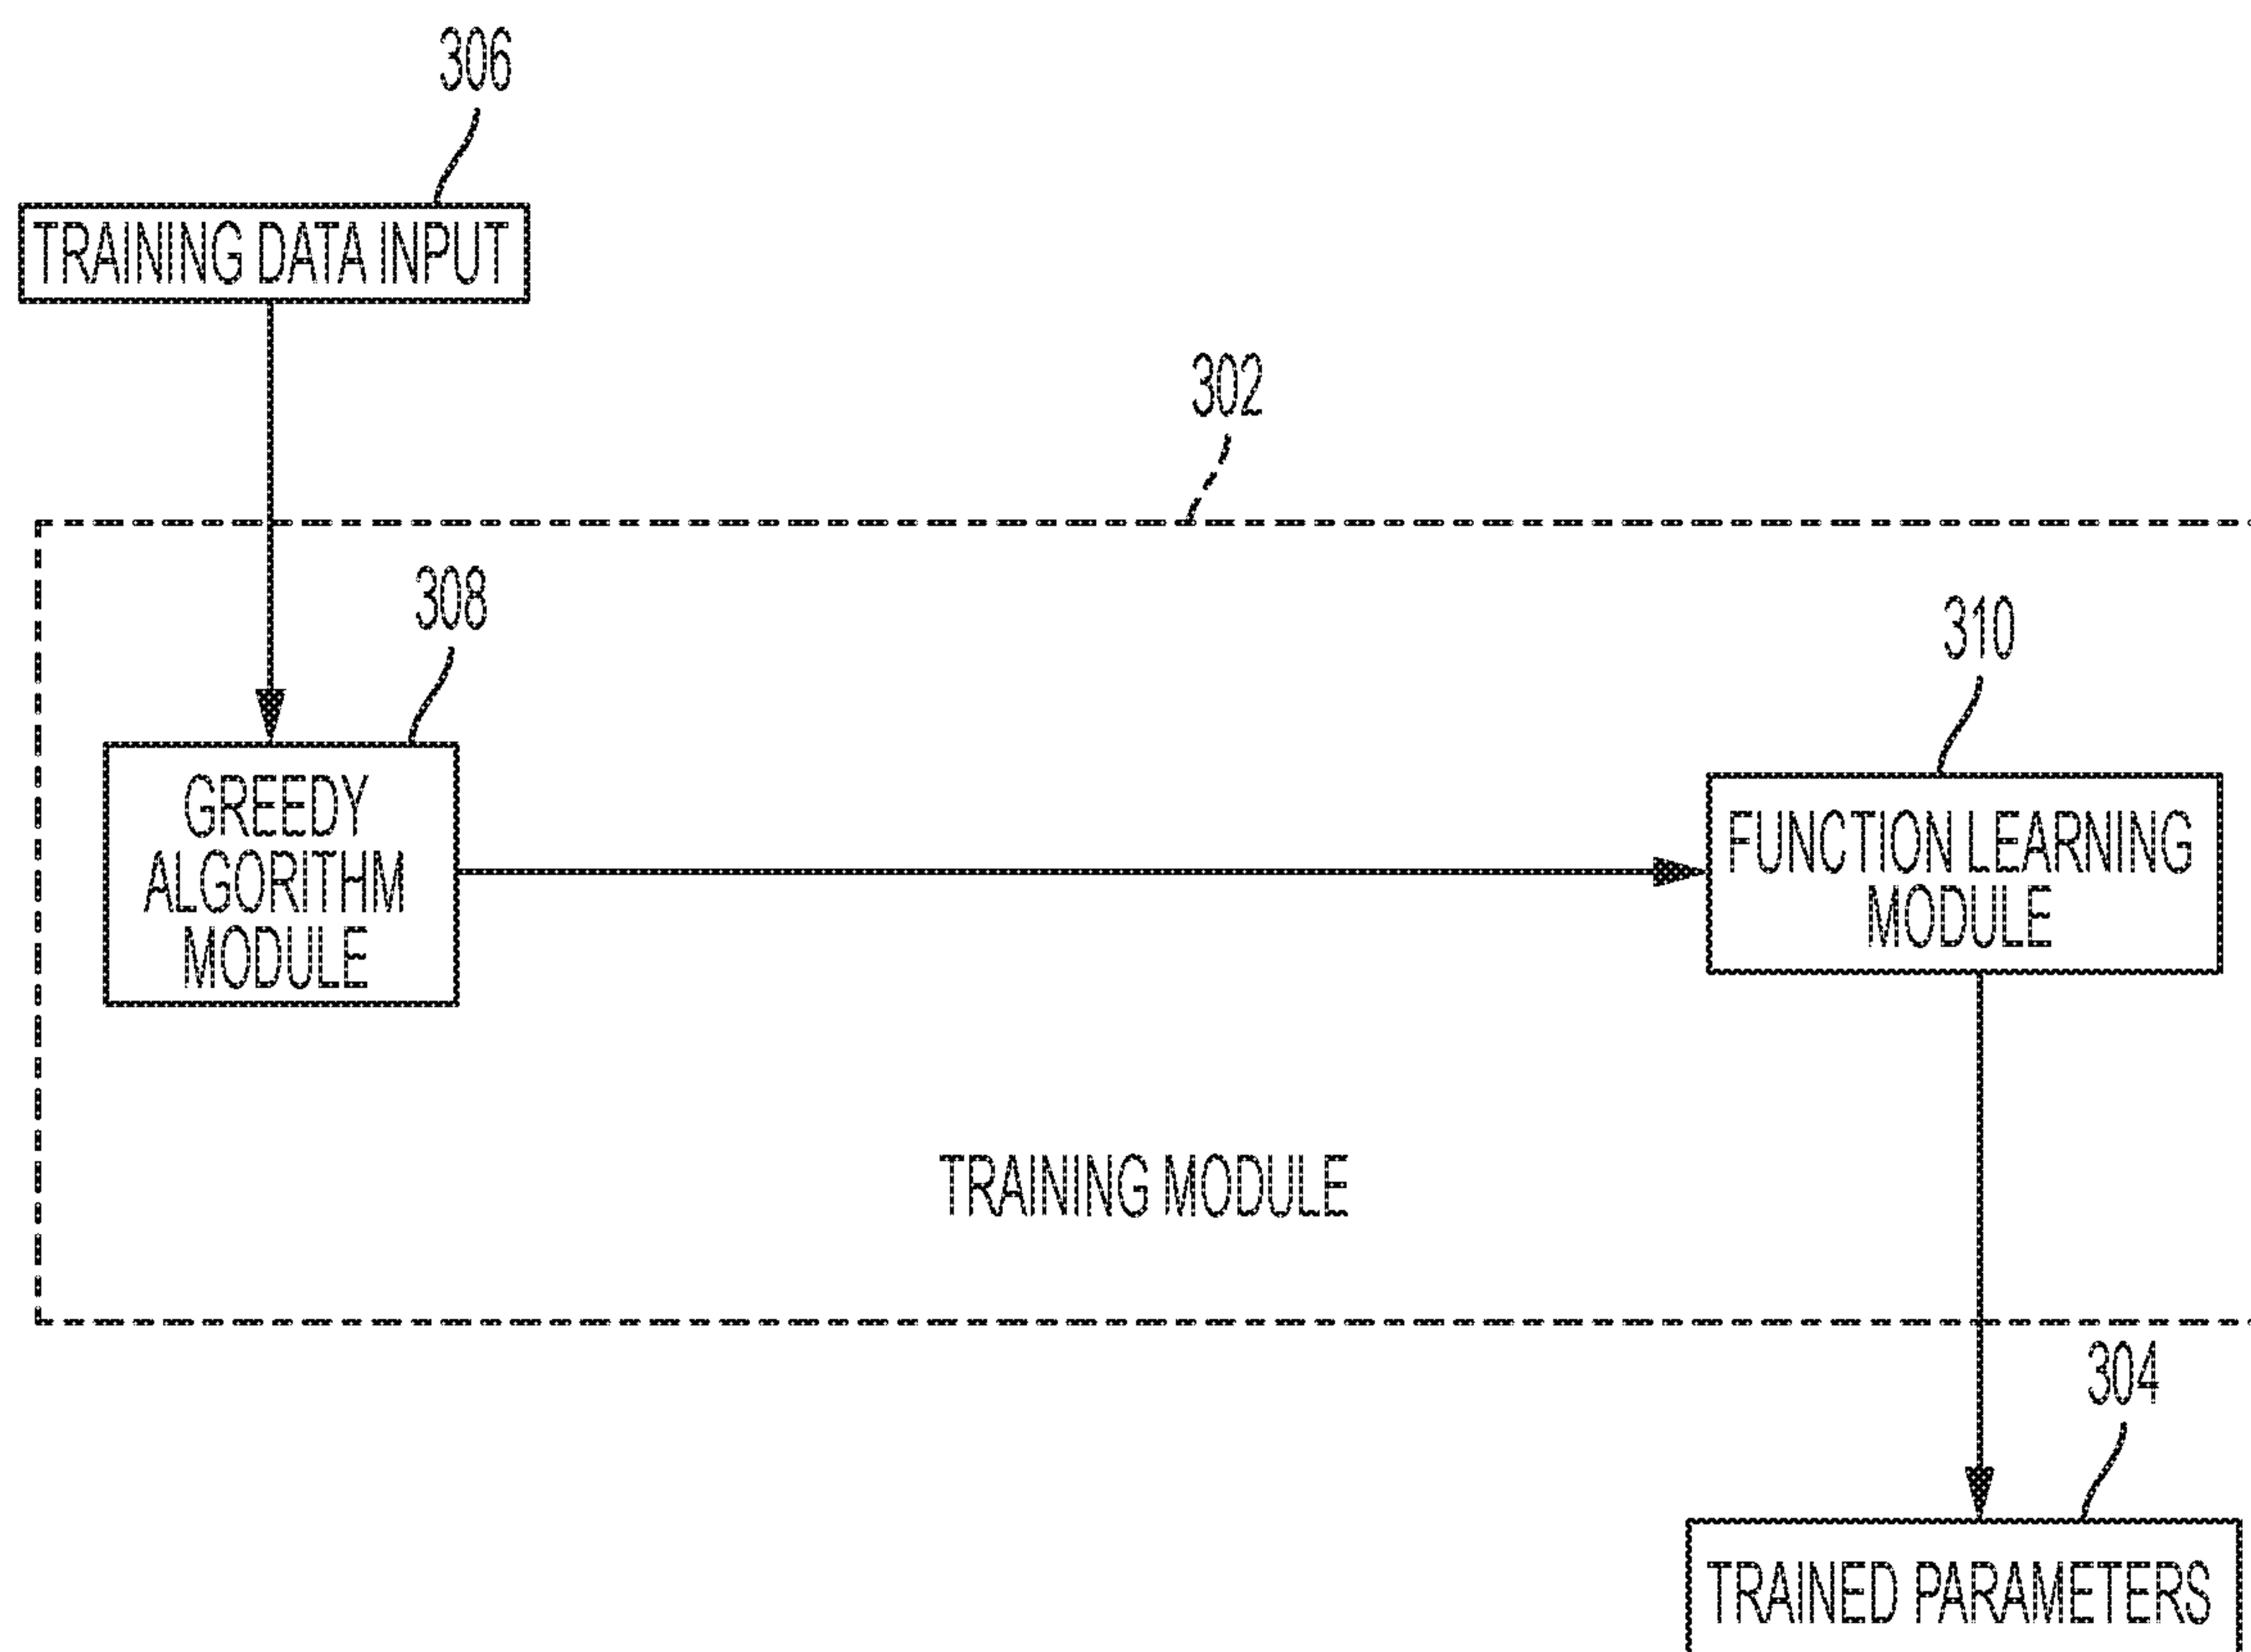 306
TRAINING DATA INPUT
302
308
310
GREEDY
ALGORITHM
MODULE
FUNCTION LEARNING
MODULE
TRAINING MODULE
304
TRAINED PARAMETERS